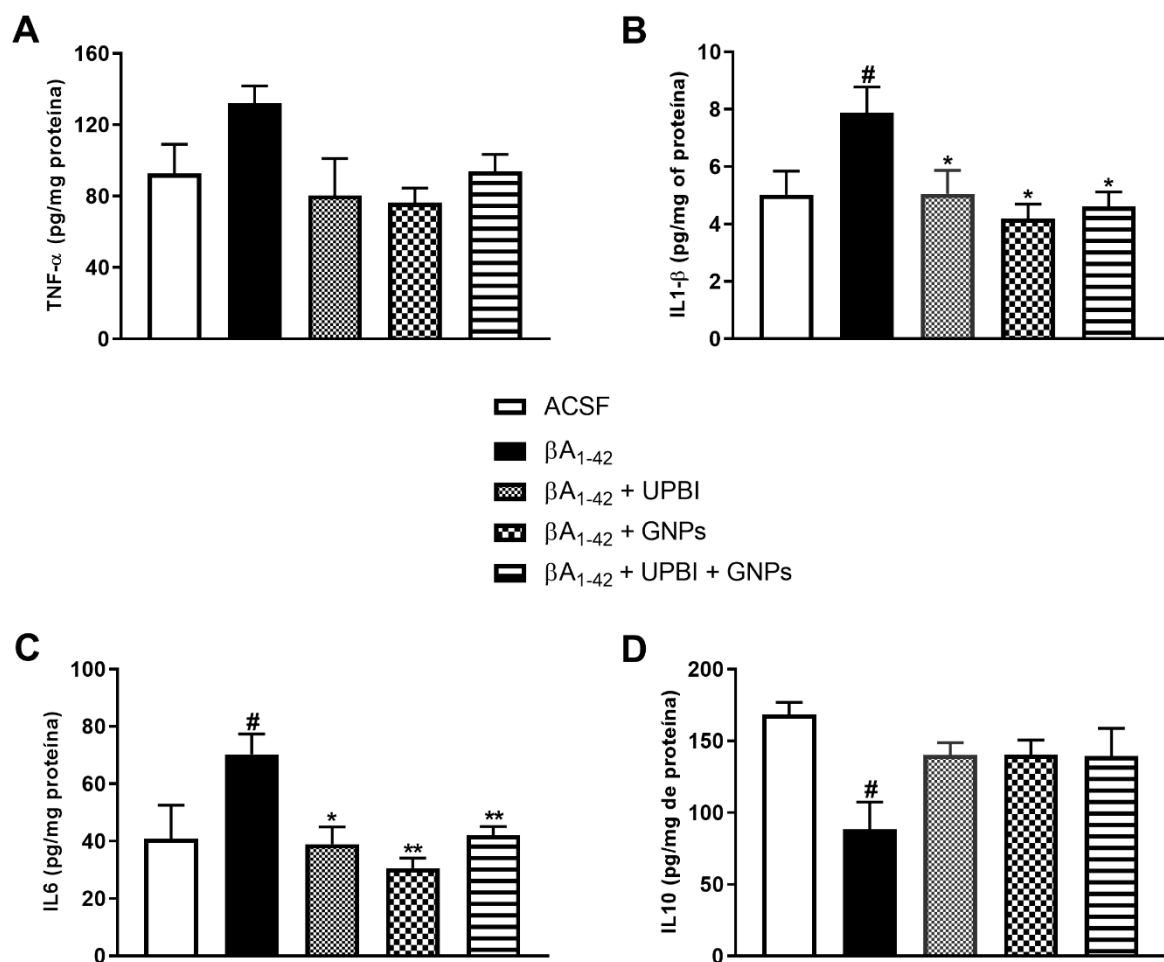 A
TNF-α (pg/mg proteína)
160
120
80
40
0
B
IL1-β (pg/mg of proteína)
10
8
6
4
2
0
#
*
*
*
ACSF
βA1-42
βA1-42 + UPBI
βA1-42 + GNPs
βA1-42 + UPBI + GNPs
C
IL6 (pg/mg proteína)
100
80
60
40
20
0
#
*
**
**
D
IL10 (pg/mg de proteína)
200
150
100
50
0
#